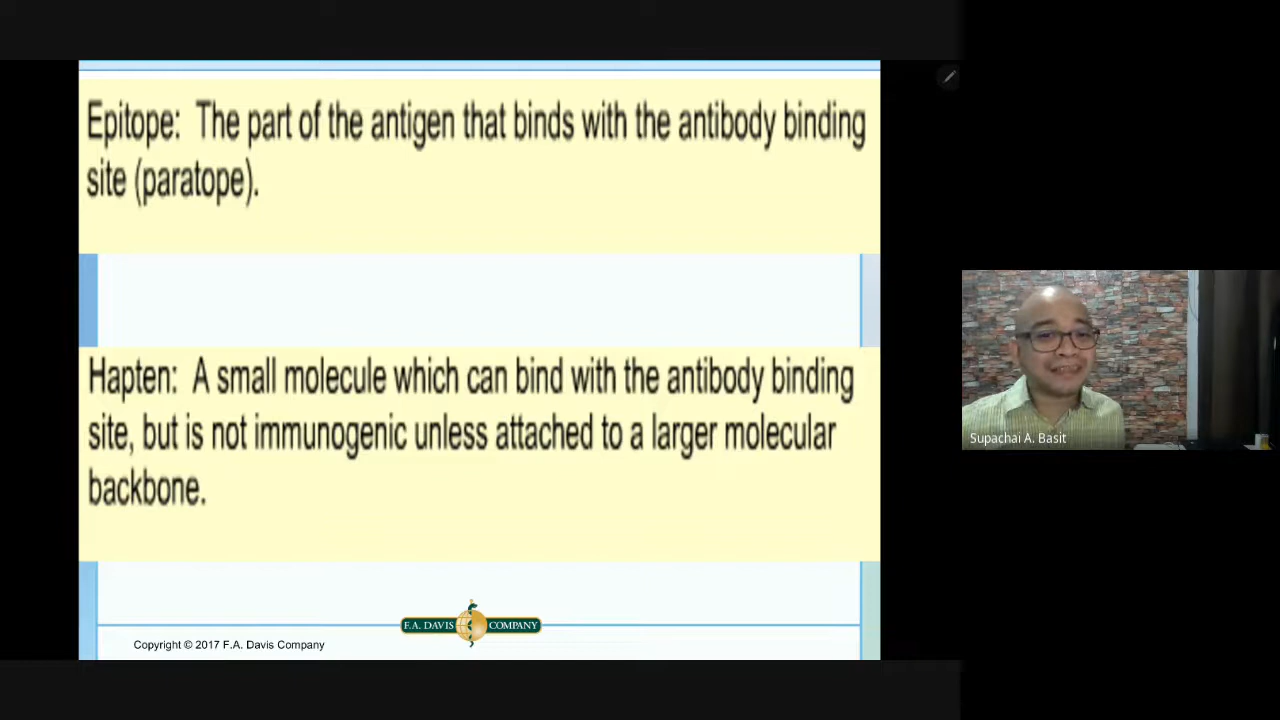 Epitope: The part of the antigen that binds with the antibody binding
site (paratope).
Hapten: A small molecule which can bind with the antibody binding
site, but is not immunogenic unless attached to a larger molecular
backbone.
Supachai A. Basit
F.A. DAVIS COMPANY
Copyright © 2017 F.A. Davis Company